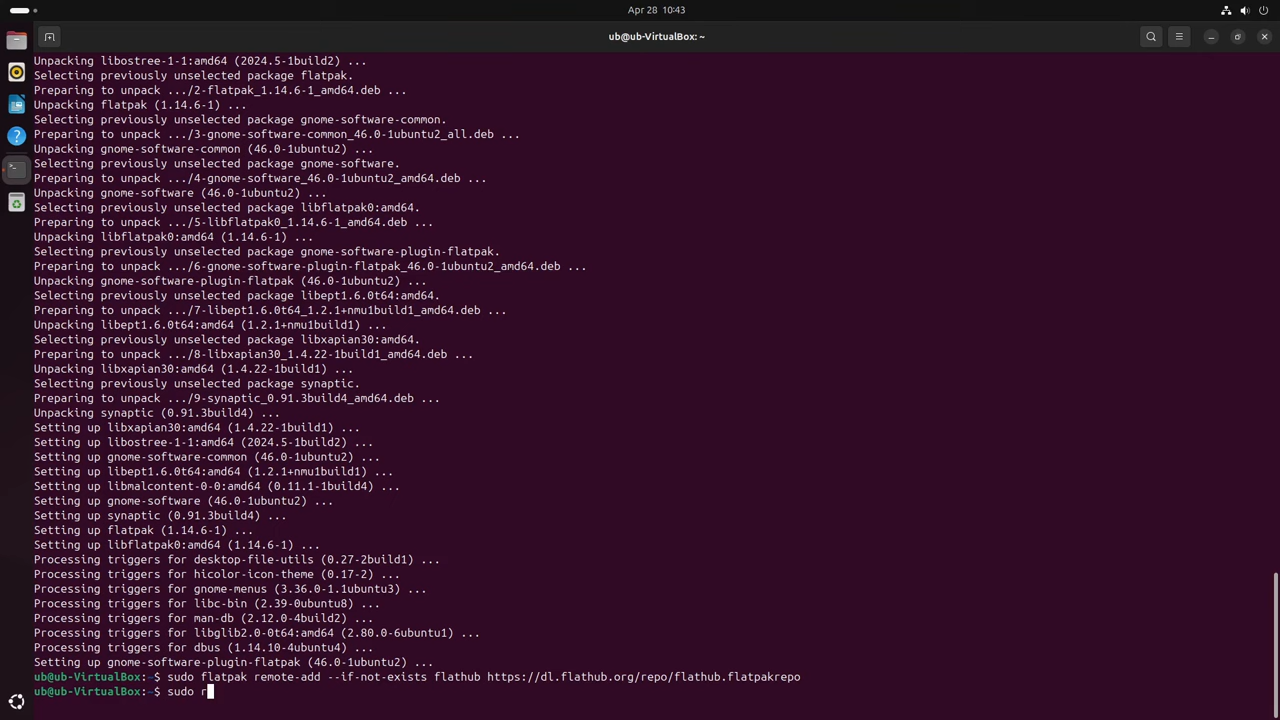 Apr 28 10:43
ub@ub-VirtualBox: ~
Unpacking libostree-1-1:amd64 (2024.5-1build2) ...
Selecting previously unselected package flatpak.
Preparing to unpack .../2-flatpak_1.14.6-1_amd64.deb ...
Unpacking flatpak (1.14.6-1) ...
Selecting previously unselected package gnome-software-common.
Preparing to unpack .../3-gnome-software-common_46.0-1ubuntu2_all.deb ...
Unpacking gnome-software-common (46.0-1ubuntu2) ...
Selecting previously unselected package gnome-software.
Preparing to unpack .../4-gnome-software_46.0-1ubuntu2_amd64.deb ...
Unpacking gnome-software (46.0-1ubuntu2) ...
Selecting previously unselected package libflatpak0:amd64.
Preparing to unpack .../5-libflatpak0_1.14.6-1_amd64.deb ...
Unpacking libflatpak0:amd64 (1.14.6-1) ...
Selecting previously unselected package gnome-software-plugin-flatpak.
Preparing to unpack .../6-gnome-software-plugin-flatpak_46.0-1ubuntu2_amd64.deb ...
Unpacking gnome-software-plugin-flatpak (46.0-1ubuntu2) ...
Selecting previously unselected package libept1.6.0t64:amd64.
Preparing to unpack .../7-libept1.6.0t64_1.2.1+nmu1build1_amd64.deb ...
Unpacking libept1.6.0t64:amd64 (1.2.1+nmu1build1) ...
Selecting previously unselected package libxapian30:amd64.
Preparing to unpack .../8-libxapian30_1.4.22-1build1_amd64.deb ...
Unpacking libxapian30:amd64 (1.4.22-1build1) ...
Selecting previously unselected package synaptic.
Preparing to unpack .../9-synaptic_0.91.3build4_amd64.deb ...
Unpacking synaptic (0.91.3build4) ...
Setting up libxapian30:amd64 (1.4.22-1build1) ...
Setting up libostree-1-1:amd64 (2024.5-1build2) ...
Setting up gnome-software-common (46.0-1ubuntu2) ...
Setting up libept1.6.0t64:amd64 (1.2.1+nmu1build1) ...
Setting up libmalcontent-0-0:amd64 (0.11.1-1build4) ...
Setting up gnome-software (46.0-1ubuntu2) ...
Setting up synaptic (0.91.3build4) ...
Setting up flatpak (1.14.6-1) ...
Setting up libflatpak0:amd64 (1.14.6-1) ...
Processing triggers for desktop-file-utils (0.27-2build1) ...
Processing triggers for hicolor-icon-theme (0.17-2) ...
Processing triggers for gnome-menus (3.36.0-1.1ubuntu3) ...
Processing triggers for libc-bin (2.39-0ubuntu8) ...
Processing triggers for man-db (2.12.0-4build2) ...
Processing triggers for libglib2.0-0t64:amd64 (2.80.0-6ubuntu1) ...
Processing triggers for dbus (1.14.10-4ubuntu4) ...
Setting up gnome-software-plugin-flatpak (46.0-1ubuntu2) ...
ub@ub-VirtualBox:~$ sudo flatpak remote-add --if-not-exists flathub https://dl.flathub.org/repo/flathub.flatpakrepo
ub@ub-VirtualBox:~$ sudo r